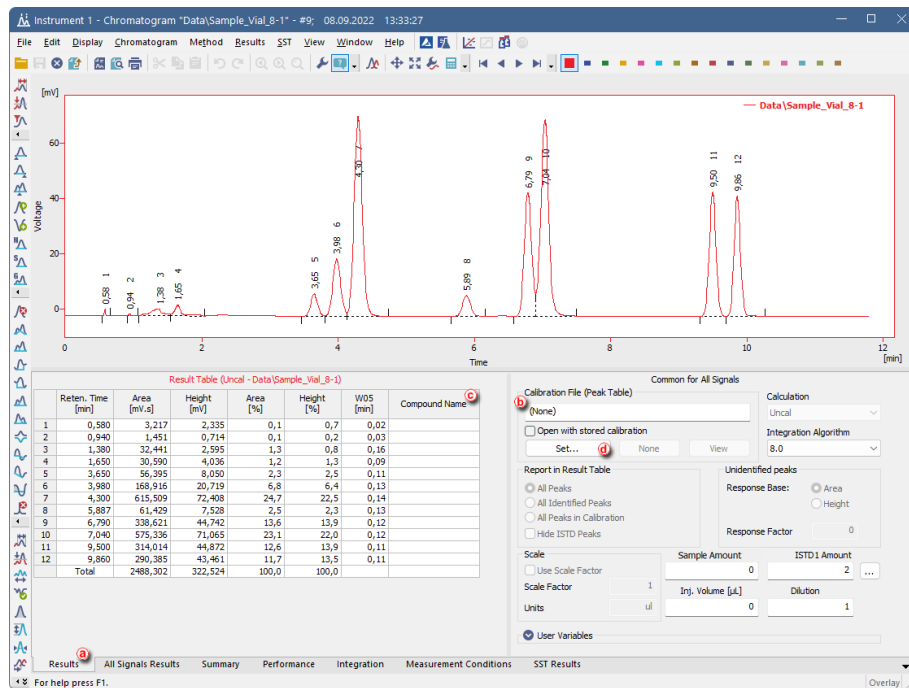 Instrument 1 - Chromatogram "Data\Sample_Vial_8-1" - #9; 08.09.2022 13:33:27
File Edit Display Chromatogram Method Results SST View Window Help
[mV]
Data\Sample_Vial_8-1
60
40
20
0
Voltage
0,58 1
0,94 2
1,38 3
1,65 4
3,65 5
3,98 6
4,30 7
5,89 8
6,79 9
7,04 10
9,50 11
9,86 12
0 2 4 6 8 10 12
Time
[min]
Result Table (Uncal - Data\Sample_Vial_8-1)
Reten. Time [min] Area [mV.s] Height [mV] Area [%] Height [%] W05 [min] Compound Name c
1 0,580 3,217 2,335 0,1 0,7 0,02
2 0,940 1,451 0,714 0,1 0,2 0,03
3 1,380 32,441 2,595 1,3 0,8 0,16
4 1,650 30,590 4,036 1,2 1,3 0,09
5 3,650 56,395 8,050 2,3 2,5 0,11
6 3,980 168,916 20,719 6,8 6,4 0,13
7 4,300 615,509 72,408 24,7 22,5 0,14
8 5,887 61,429 7,528 2,5 2,3 0,13
9 6,790 338,621 44,742 13,6 13,9 0,12
10 7,040 575,336 71,065 23,1 22,0 0,12
11 9,500 314,014 44,872 12,6 13,9 0,11
12 9,860 290,385 43,461 11,7 13,5 0,11
Total 2488,302 322,524 100,0 100,0
Common for All Signals
Calibration File (Peak Table)
b (None)
Open with stored calibration
Set... d None View
Calculation
Uncal
Integration Algorithm
8.0
Report in Result Table
All Peaks
All Identified Peaks
All Peaks in Calibration
Hide ISTD Peaks
Unidentified peaks
Response Base: Area
Height
Response Factor 0
Scale
Use Scale Factor
Scale Factor 1
Units ul
Sample Amount
0
ISTD1 Amount
2 ...
Inj. Volume [µL]
0
Dilution
1
User Variables
a
Results All Signals Results Summary Performance Integration Measurement Conditions SST Results
For help press F1.
Overlay